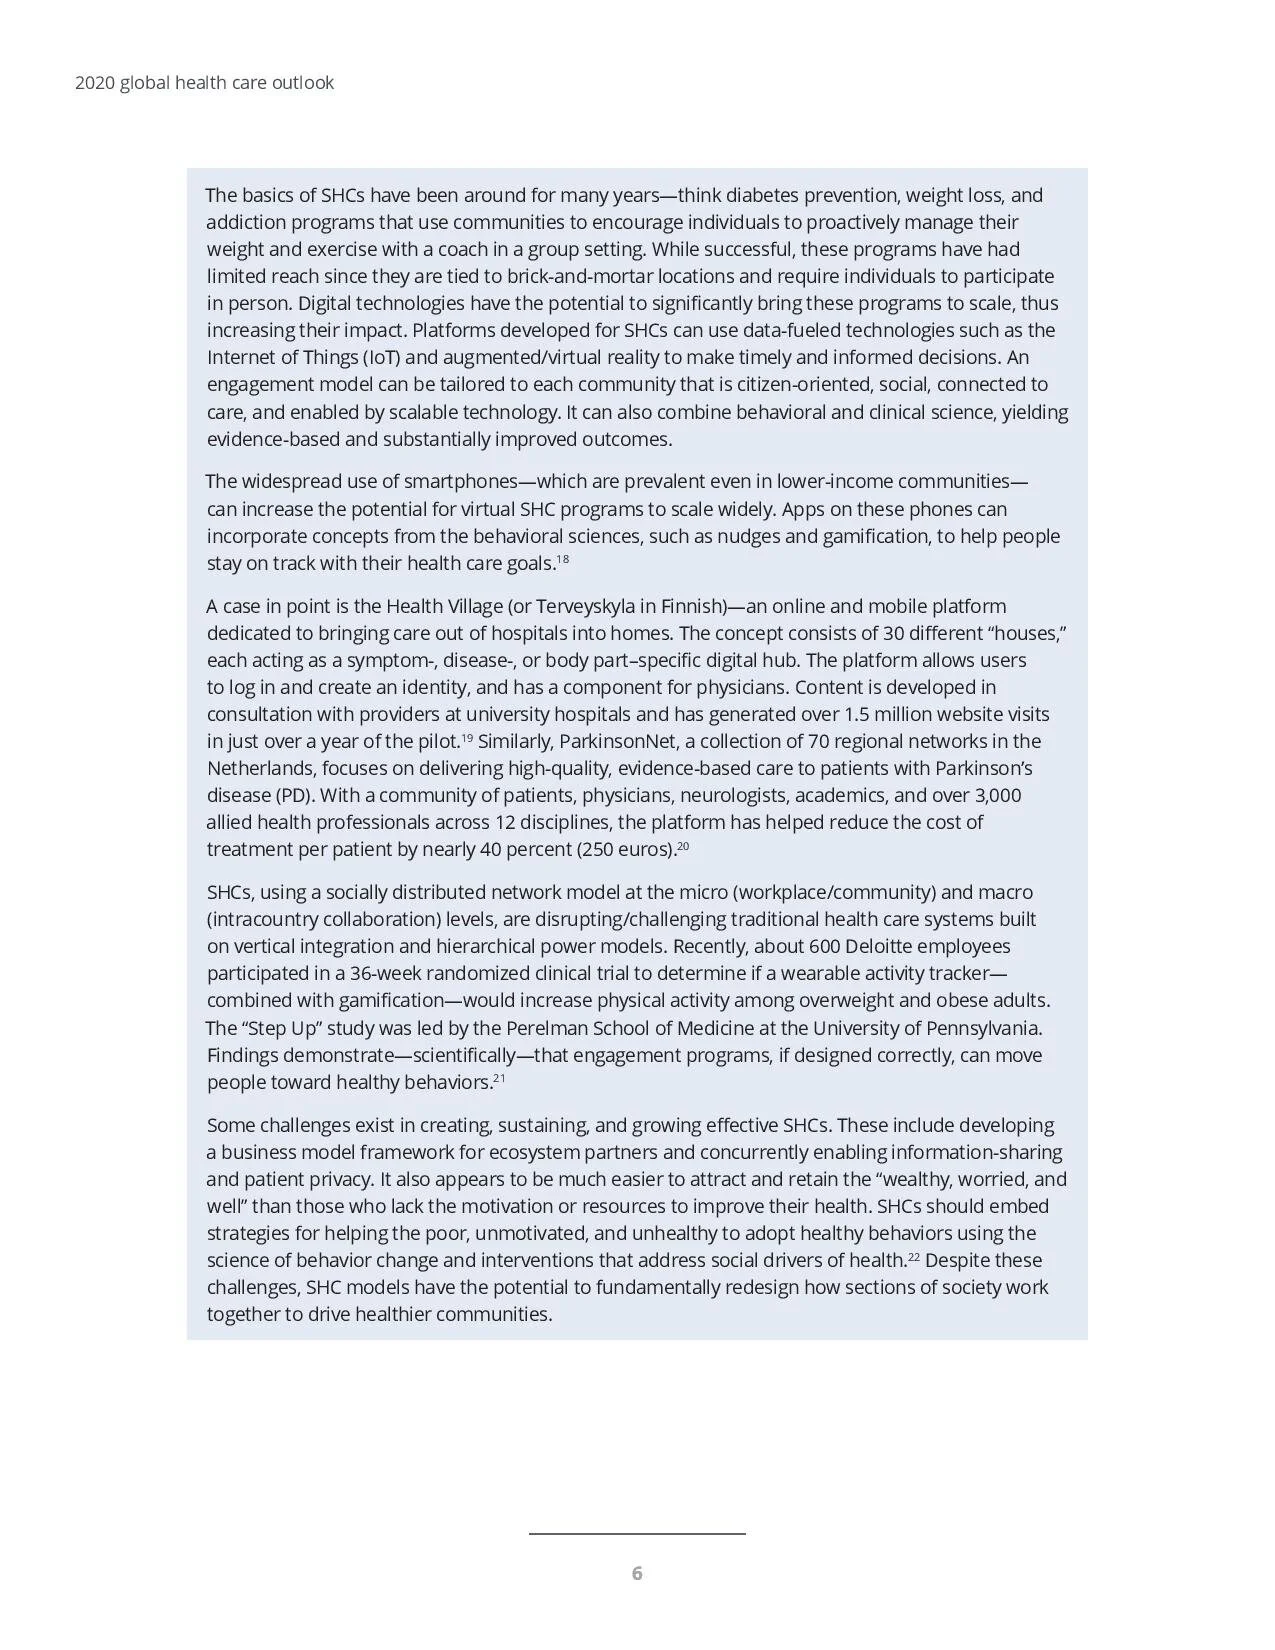 2020 global health care outlook
The basics of SHCs have been around for many years—think diabetes prevention, weight loss, and
addiction programs that use communities to encourage individuals to proactively manage their
weight and exercise with a coach in a group setting. While successful, these programs have had
limited reach since they are tied to brick-and-mortar locations and require individuals to participate
in person. Digital technologies have the potential to significantly bring these programs to scale, thus
increasing their impact. Platforms developed for SHCs can use data-fueled technologies such as the
Internet of Things (IoT) and augmented/virtual reality to make timely and informed decisions. An
engagement model can be tailored to each community that is citizen-oriented, social, connected to
care, and enabled by scalable technology. It can also combine behavioral and clinical science, yielding
evidence-based and substantially improved outcomes.
The widespread use of smartphones—which are prevalent even in lower-income communities—
can increase the potential for virtual SHC programs to scale widely. Apps on these phones can
incorporate concepts from the behavioral sciences, such as nudges and gamification, to help people
stay on track with their health care goals.18
A case in point is the Health Village (or Terveyskyla in Finnish)—an online and mobile platform
dedicated to bringing care out of hospitals into homes. The concept consists of 30 different “houses,”
each acting as a symptom-, disease-, or body part–specific digital hub. The platform allows users
to log in and create an identity, and has a component for physicians. Content is developed in
consultation with providers at university hospitals and has generated over 1.5 million website visits
in just over a year of the pilot.19 Similarly, ParkinsonNet, a collection of 70 regional networks in the
Netherlands, focuses on delivering high-quality, evidence-based care to patients with Parkinson’s
disease (PD). With a community of patients, physicians, neurologists, academics, and over 3,000
allied health professionals across 12 disciplines, the platform has helped reduce the cost of
treatment per patient by nearly 40 percent (250 euros).20
SHCs, using a socially distributed network model at the micro (workplace/community) and macro
(intracountry collaboration) levels, are disrupting/challenging traditional health care systems built
on vertical integration and hierarchical power models. Recently, about 600 Deloitte employees
participated in a 36-week randomized clinical trial to determine if a wearable activity tracker—
combined with gamification—would increase physical activity among overweight and obese adults.
The “Step Up” study was led by the Perelman School of Medicine at the University of Pennsylvania.
Findings demonstrate—scientifically—that engagement programs, if designed correctly, can move
people toward healthy behaviors.21
Some challenges exist in creating, sustaining, and growing effective SHCs. These include developing
a business model framework for ecosystem partners and concurrently enabling information-sharing
and patient privacy. It also appears to be much easier to attract and retain the “wealthy, worried, and
well” than those who lack the motivation or resources to improve their health. SHCs should embed
strategies for helping the poor, unmotivated, and unhealthy to adopt healthy behaviors using the
science of behavior change and interventions that address social drivers of health.22 Despite these
challenges, SHC models have the potential to fundamentally redesign how sections of society work
together to drive healthier communities.
6